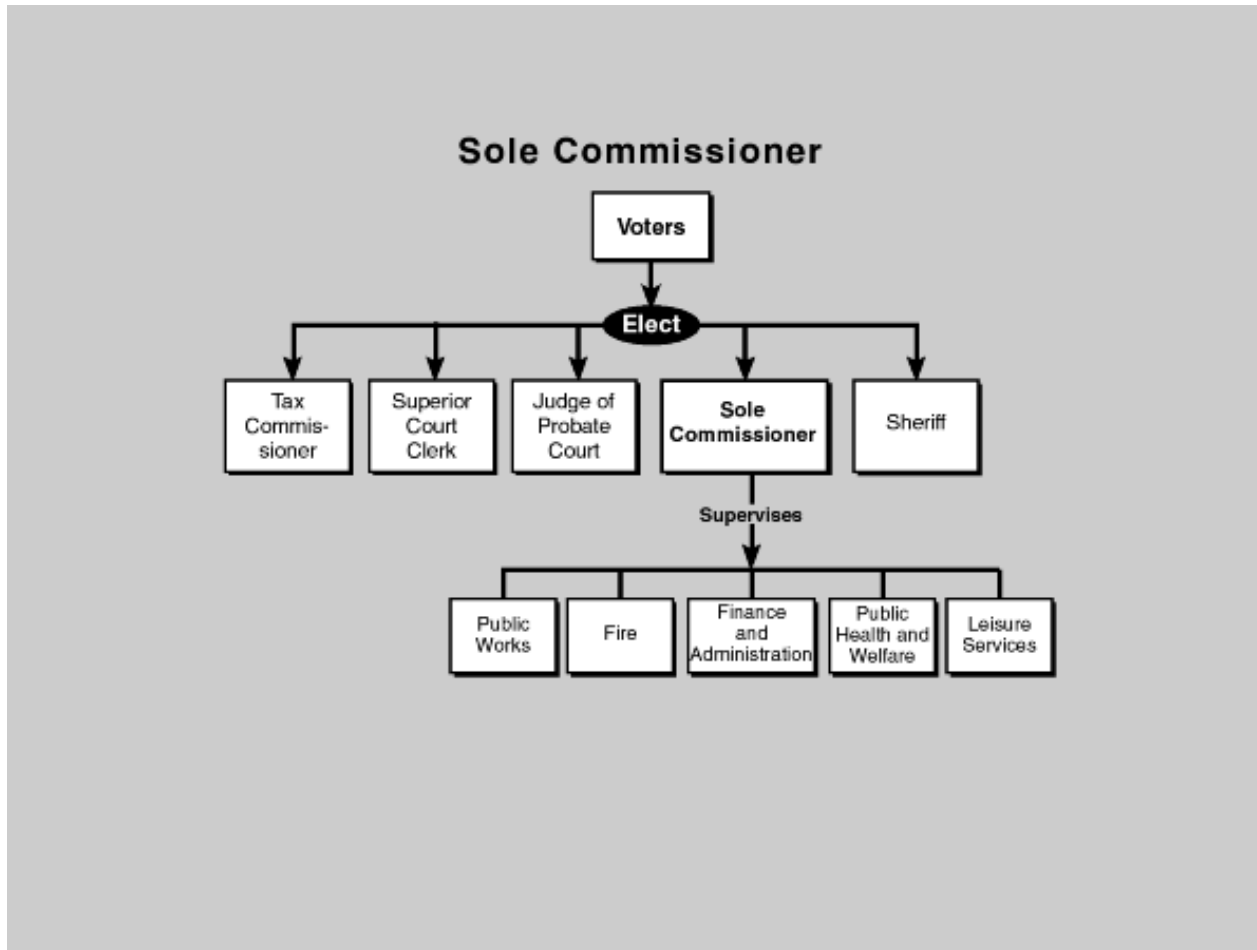 Sole Commissioner
Voters
Elect
Tax
Commis-
sioner
Superior
Court
Clerk
Judge of
Probate
Court
Sole
Commissioner
Sheriff
Supervises
Public
Works
Fire
Finance
and
Administration
Public
Health and
Welfare
Leisure
Services